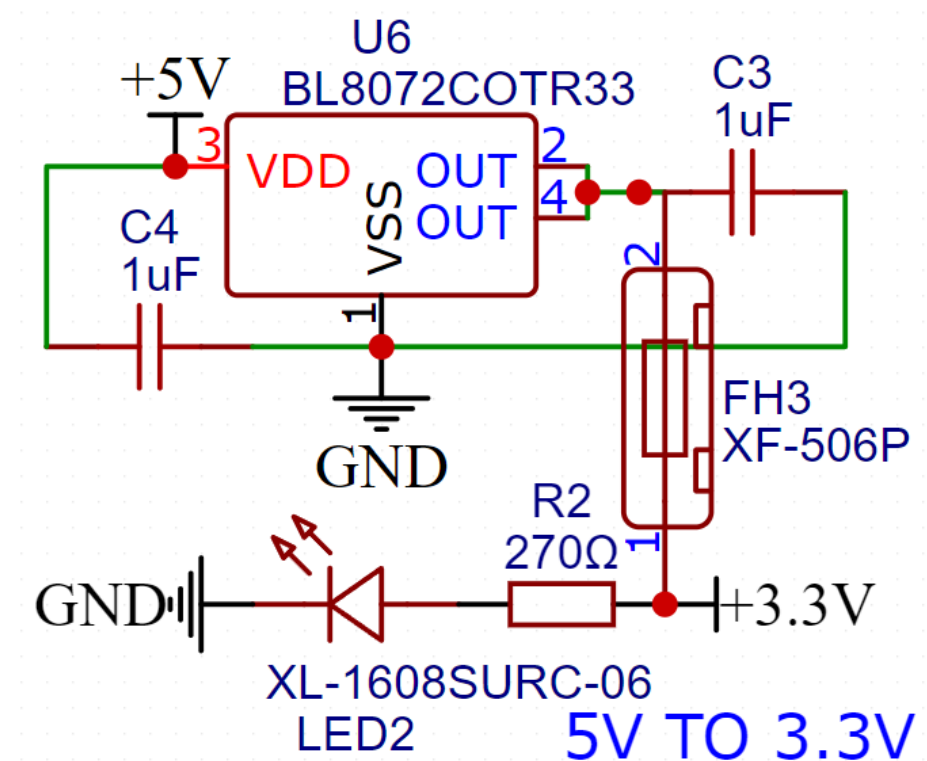 U6
BL8072COTR33
+5V
C3
1uF
3
VDD
VSS
OUT
2
OUT
4
C4
1uF
1
2
GND
FH3
XF-506P
R2
270Ω
1
GND
+3.3V
XL-1608SURC-06
LED2
5V TO 3.3V